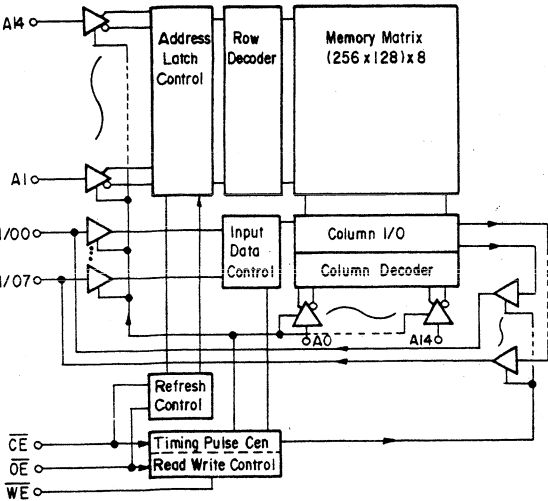 A14
Address
Latch
Control
Row
Decoder
Memory Matrix
(256 x 128) x 8
A1
I/O0
I/O7
Input
Data
Control
Column I/O
Column Decoder
A0
A14
Refresh
Control
CE
OE
WE
Timing Pulse Cen
Read Write Control